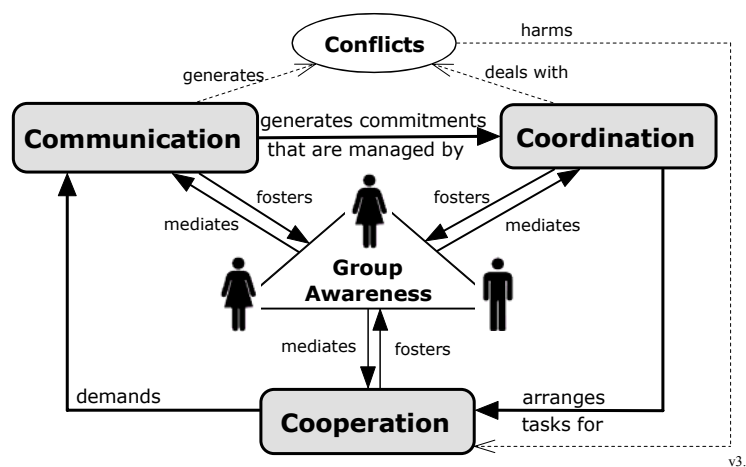 harms
Conflicts
generates
deals with
Communication
generates commitments
that are managed by
Coordination
fosters
mediates
fosters
mediates
Group
Awareness
mediates
fosters
demands
Cooperation
arranges
tasks for
v3.